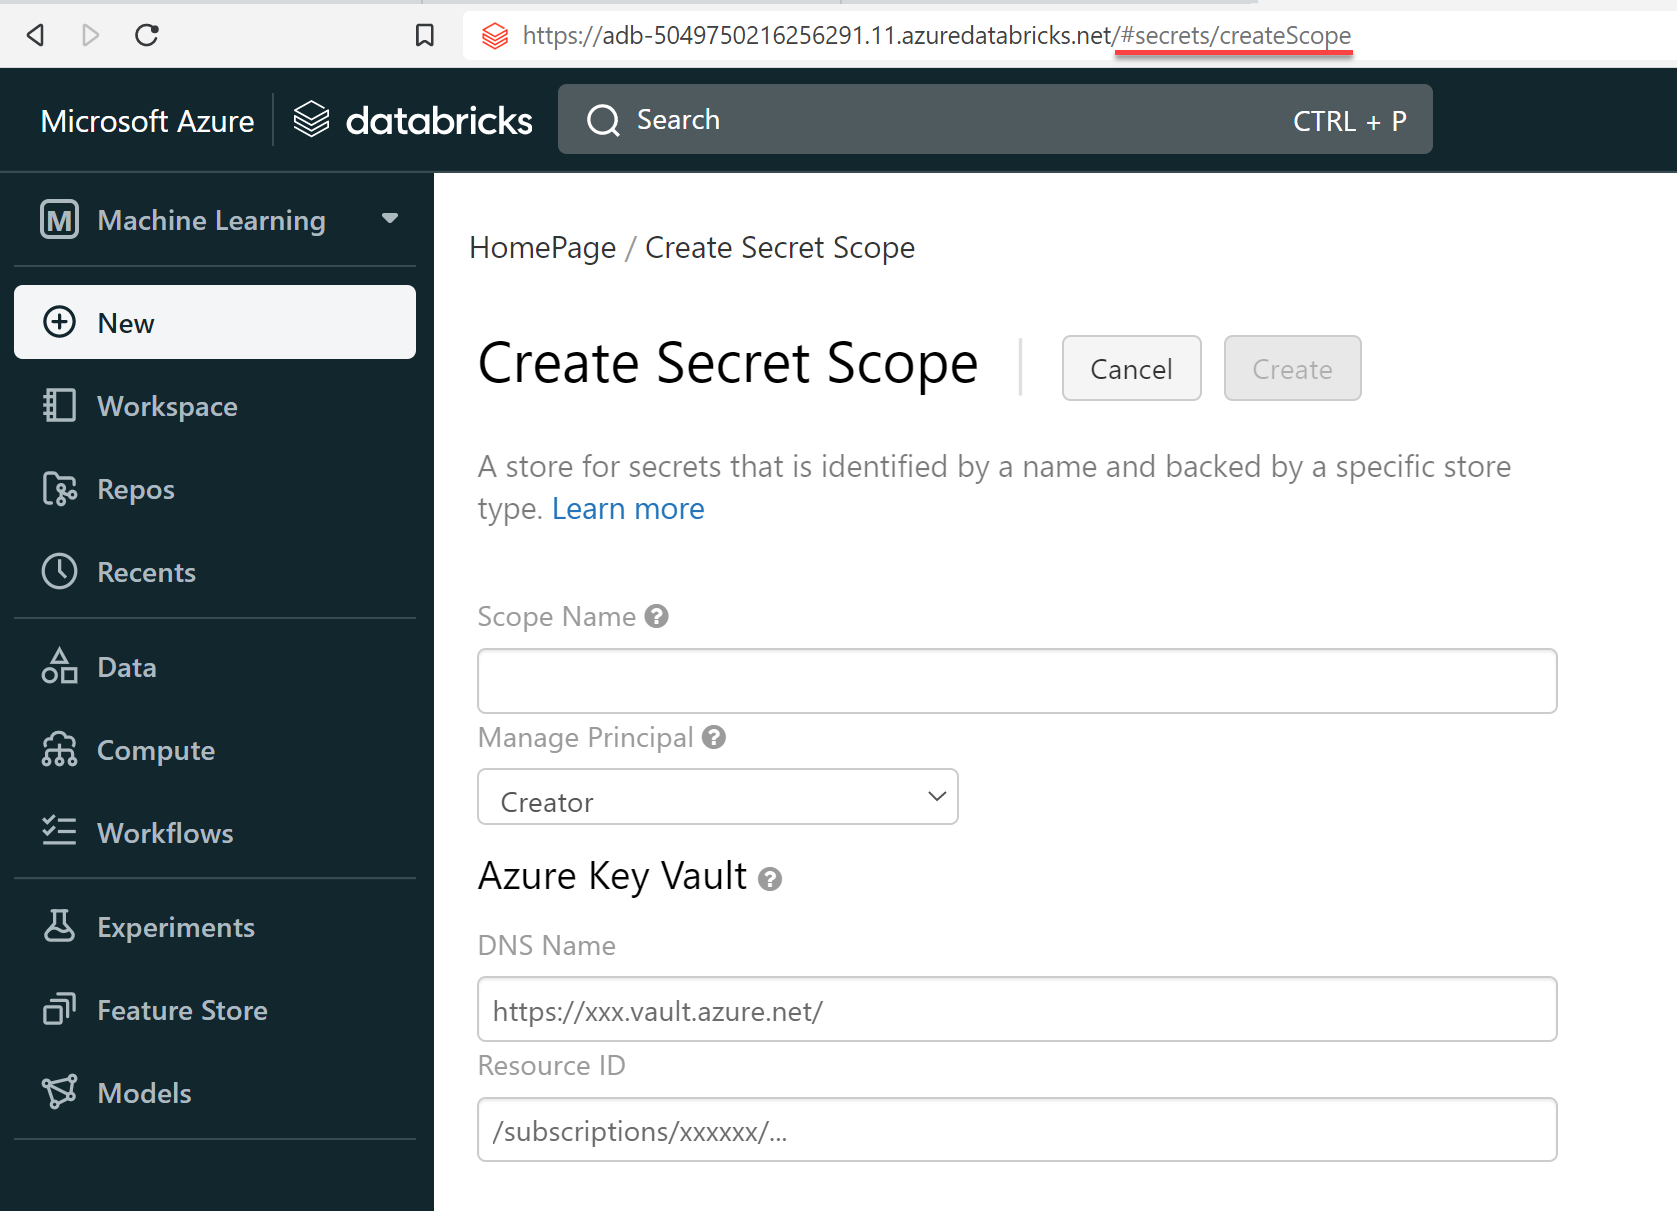 https://adb-5049750216256291.11.azuredatabricks.net/#secrets/createScope
Microsoft Azure databricks Search CTRL + P
M Machine Learning
New
Workspace
Repos
Recents
Data
Compute
Workflows
Experiments
Feature Store
Models
HomePage / Create Secret Scope
Create Secret Scope Cancel Create
A store for secrets that is identified by a name and backed by a specific store
type. Learn more
Scope Name ?
Manage Principal ?
Creator
Azure Key Vault ?
DNS Name
https://xxx.vault.azure.net/
Resource ID
/subscriptions/xxxxxx/...